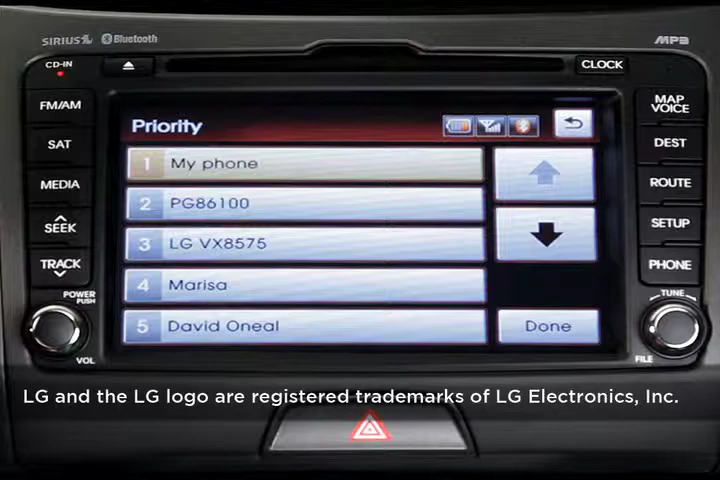 SIRIUS Bluetooth
MP3
CD-IN
CLOCK
FM/AM
SAT
MEDIA
SEEK
TRACK
POWER
PUSH
VOL
Priority
1 My phone
2 PG86100
3 LG VX8575
4 Marisa
5 David Oneal
Done
MAP
VOICE
DEST
ROUTE
SETUP
PHONE
TUNE
FILE
LG and the LG logo are registered trademarks of LG Electronics, Inc.